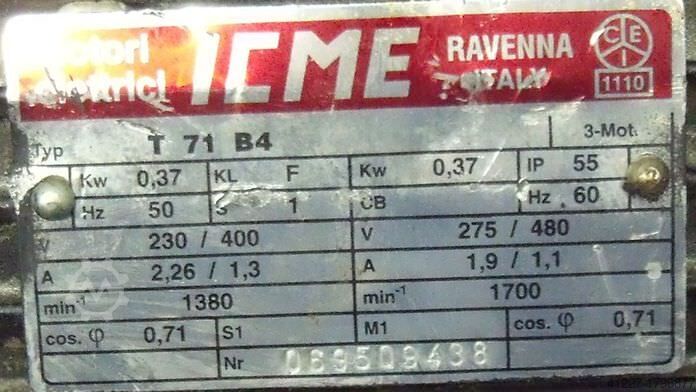 Motori ICME RAVENNA CEI
elettrici ITALY 1110
Typ T 71 B4 3-Mot.
Kw 0,37 KL F Kw 0,37 IP 55
Hz 50 S 1 CB Hz 60
V 230 / 400 V 275 / 480
A 2,26 / 1,3 A 1,9 / 1,1
min⁻¹ 1380 min⁻¹ 1700
cos. φ 0,71 S1 M1 cos. φ 0,71
Nr 069509438